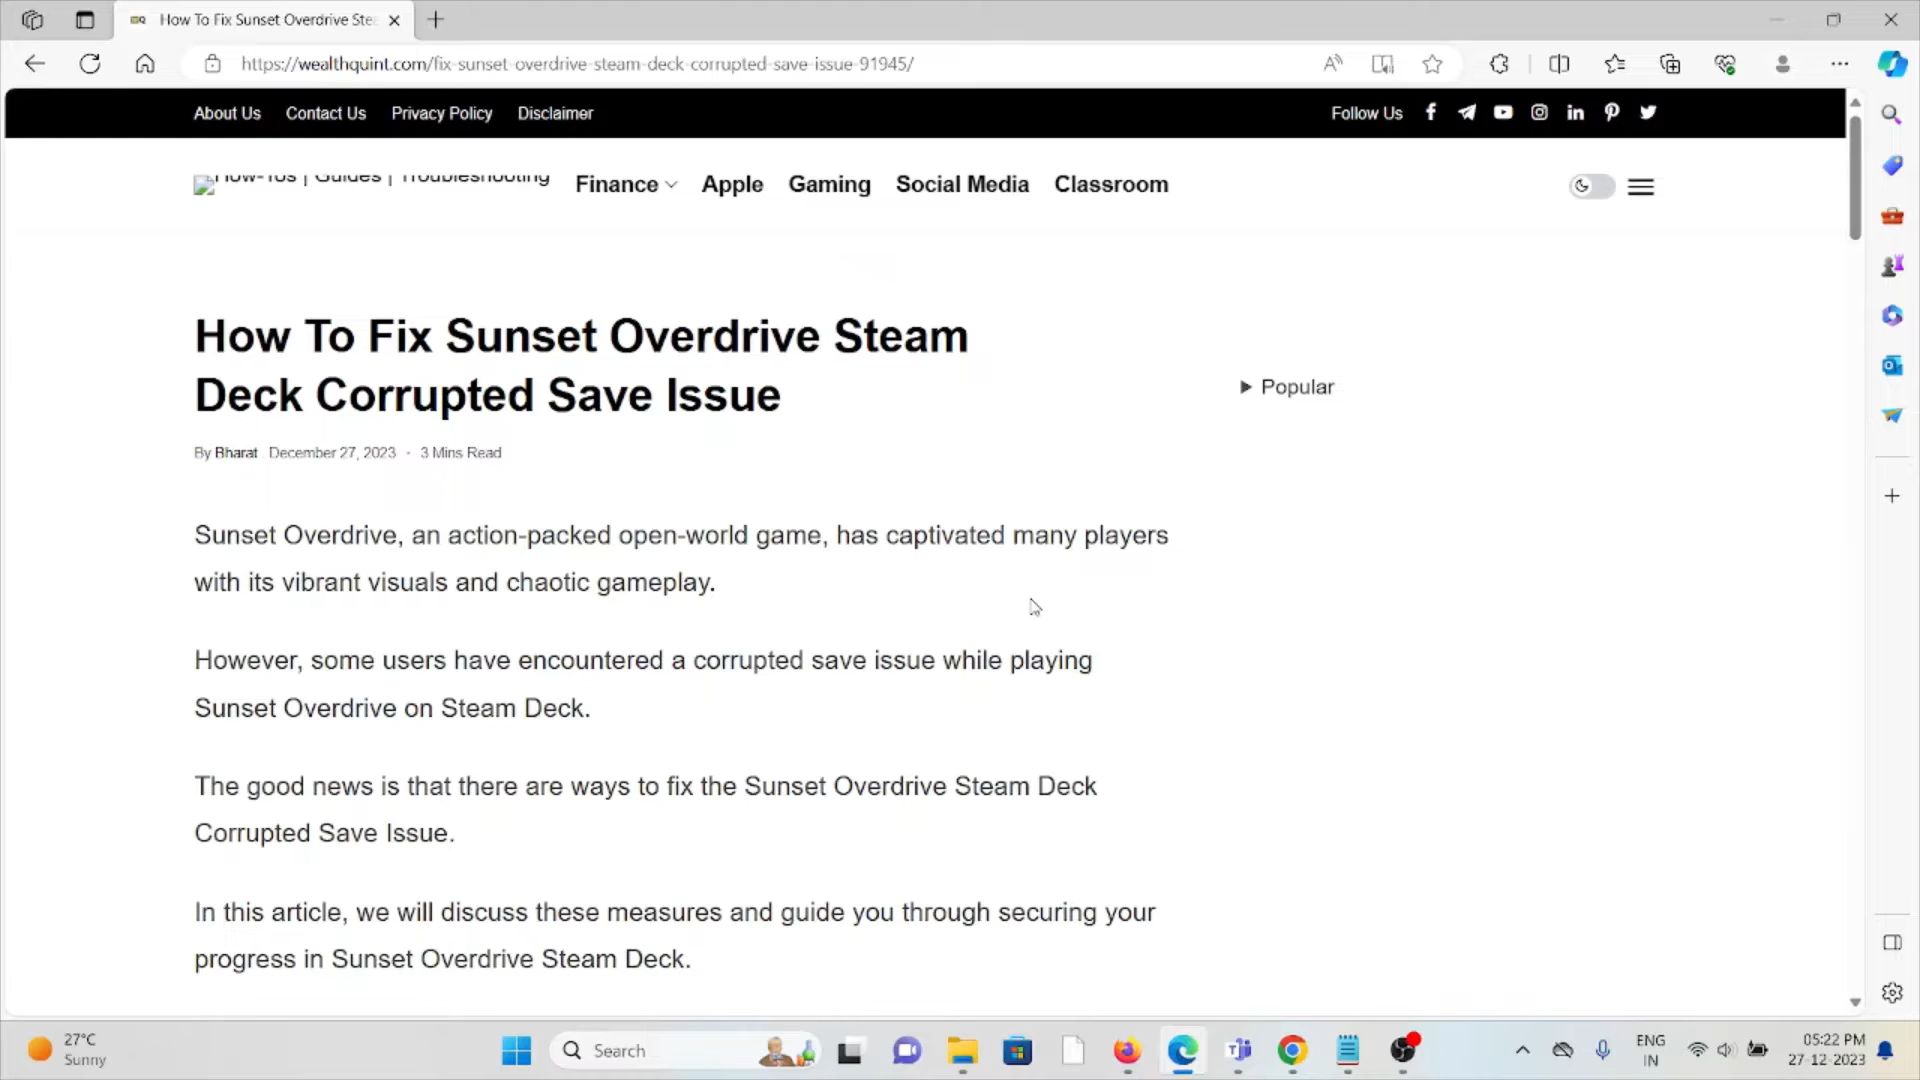 How To Fix Sunset Overdrive Ste
https://wealthquint.com/fix-sunset-overdrive-steam-deck-corrupted-save-issue-91945/
About Us Contact Us Privacy Policy Disclaimer Follow Us
How-Tos | Guides | Troubleshooting Finance Apple Gaming Social Media Classroom
How To Fix Sunset Overdrive Steam
Deck Corrupted Save Issue
Popular
By Bharat December 27, 2023 • 3 Mins Read
Sunset Overdrive, an action-packed open-world game, has captivated many players
with its vibrant visuals and chaotic gameplay.
However, some users have encountered a corrupted save issue while playing
Sunset Overdrive on Steam Deck.
The good news is that there are ways to fix the Sunset Overdrive Steam Deck
Corrupted Save Issue.
In this article, we will discuss these measures and guide you through securing your
progress in Sunset Overdrive Steam Deck.
27°C
Sunny
Search
ENG
IN
05:22 PM
27-12-2023